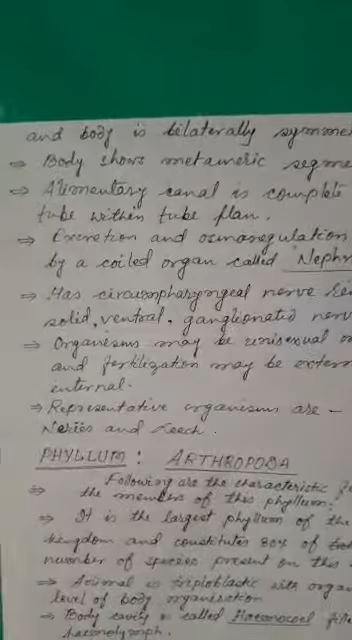 and body is bilaterally symme
⇒ Body shows metameric segme
⇒ Alimentary canal is complete
tube within tube plan.
⇒ Excretion and osmoregulation
by a coiled organ called 'Neph
⇒ Has circumpharyngeal nerve
solid, ventral, ganglionated nerv
⇒ Organisms may be unisexual or
and fertilization may be extern
internal.
⇒ Representative organisms are -
Neries and Leech.
PHYLLUM: ARTHROPODA
Following are the characteristic
⇒ the members of this phyllum.
⇒ It is the largest phyllum of the
kingdom and constitutes 80% of
number of species present on this
⇒ Animal is triploblastic with organ
level of body organisation
⇒ Body cavity is called Haemocoel
haemolymph.